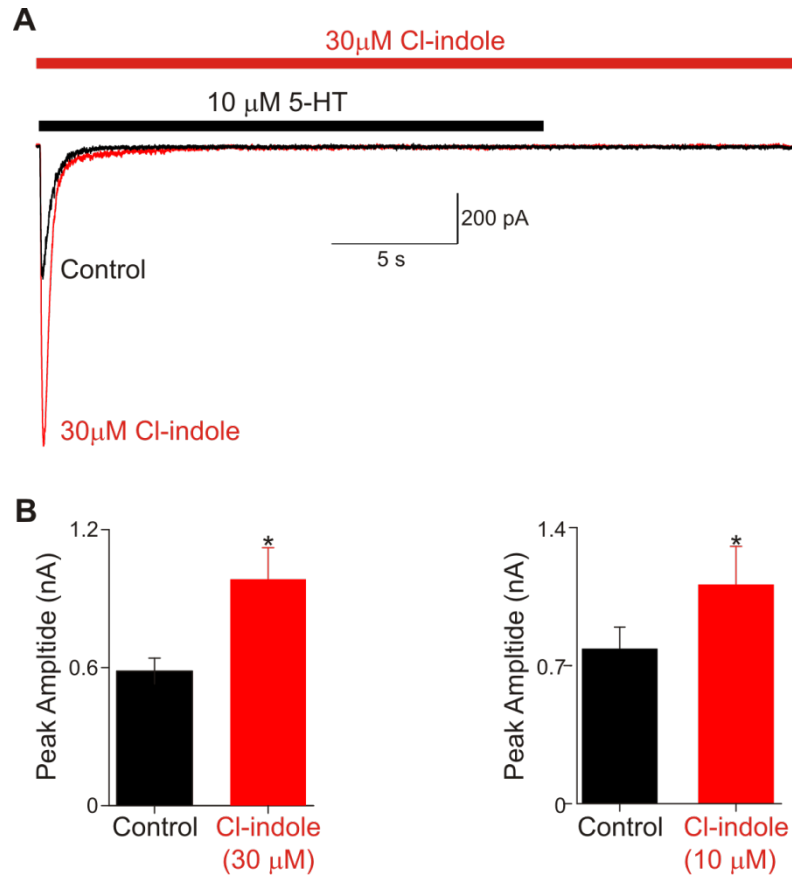 A
30μM Cl-indole
10 μM 5-HT
200 pA
5 s
Control
30μM Cl-indole
B
Peak Ampltide (nA)
1.2
0.6
0
*
Control
Cl-indole
(30 μM)
Peak Ampltide (nA)
1.4
0.7
0
*
Control
Cl-indole
(10 μM)